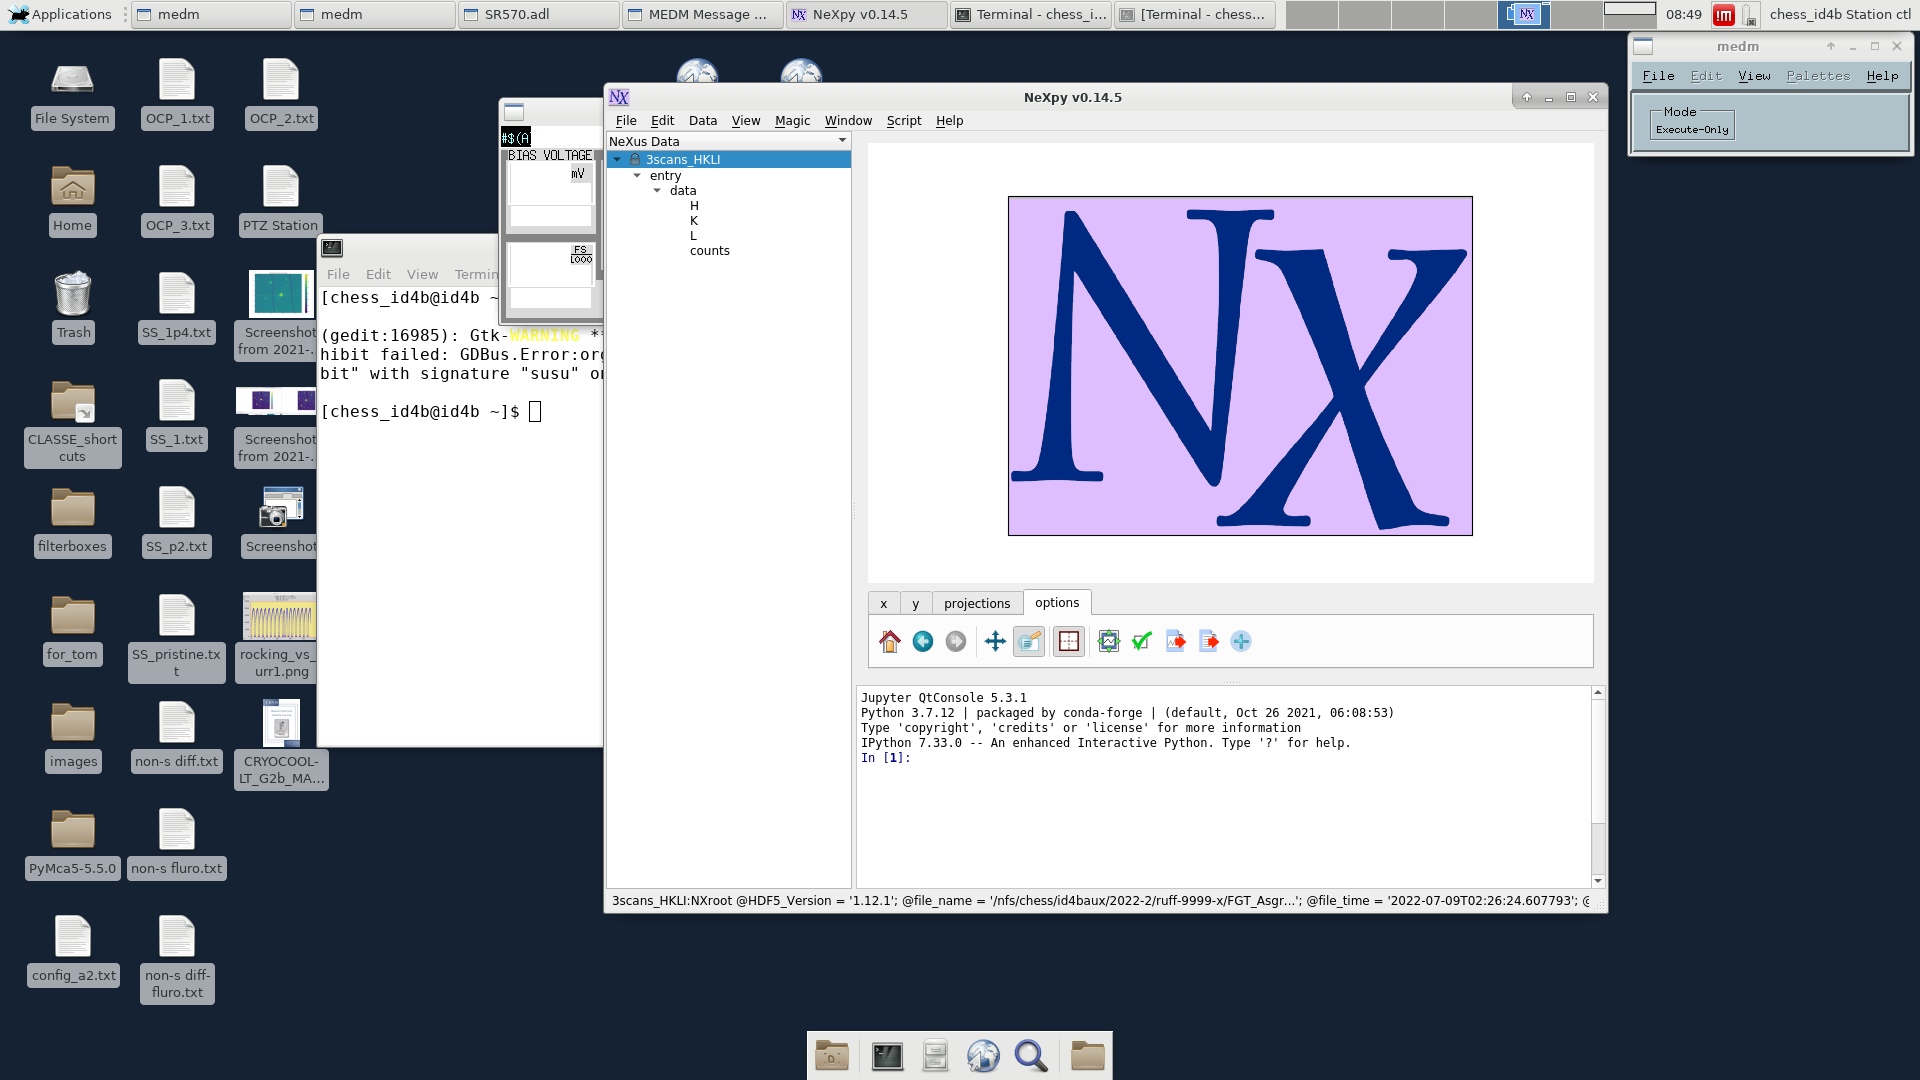 Applications
medm
medm
SR570.adl
MEDM Message ...
NeXpy v0.14.5
Terminal - chess_i...
[Terminal - chess...
08:49
chess_id4b Station ctl
medm
File Edit View Palettes Help
Mode
Execute-Only
File System
OCP_1.txt
OCP_2.txt
Home
OCP_3.txt
PTZ Station
Trash
SS_1p4.txt
Screenshot
from 2021-...
CLASSE_short
cuts
SS_1.txt
Screenshot
from 2021-...
filterboxes
SS_p2.txt
Screenshot
for_tom
SS_pristine.tx
t
rocking_vs_
urr1.png
images
non-s diff.txt
CRYOCOOL-
LT_G2b_MA...
PyMca5-5.5.0
non-s fluro.txt
config_a2.txt
non-s diff-
fluro.txt
#$(A
BIAS VOLTAGE
mV
FS
1000
File Edit View Termin
[chess_id4b@id4b ~
(gedit:16985): Gtk-WARNING **
hibit failed: GDBus.Error:org
bit" with signature "susu" on
[chess_id4b@id4b ~]$
NeXpy v0.14.5
File Edit Data View Magic Window Script Help
NeXus Data
3scans_HKLI
entry
data
H
K
L
counts
NX
x y projections options
Jupyter QtConsole 5.3.1
Python 3.7.12 | packaged by conda-forge | (default, Oct 26 2021, 06:08:53)
Type 'copyright', 'credits' or 'license' for more information
IPython 7.33.0 -- An enhanced Interactive Python. Type '?' for help.
In [1]:
3scans_HKLI:NXroot @HDF5_Version = '1.12.1'; @file_name = '/nfs/chess/id4baux/2022-2/ruff-9999-x/FGT_Asgr...'; @file_time = '2022-07-09T02:26:24.607793'; @